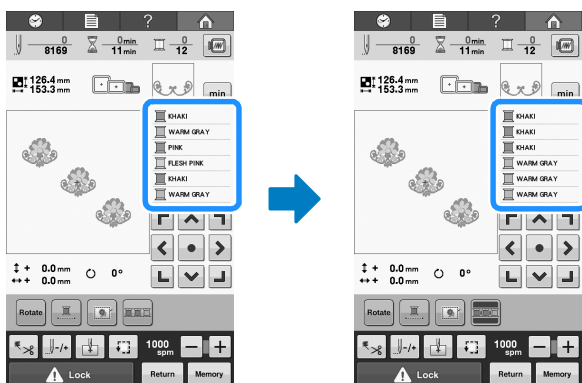 ?
0
8169
0 min
11 min
0
12
126.4 mm
153.3 mm
min
KHAKI
WARM GRAY
PINK
FLESH PINK
KHAKI
WARM GRAY
+ 0.0 mm
+ 0.0 mm
0°
Rotate
-/+
1000
spm
− +
Lock
Return
Memory
?
0
8169
0 min
11 min
0
12
126.4 mm
153.3 mm
min
KHAKI
KHAKI
KHAKI
WARM GRAY
WARM GRAY
WARM GRAY
+ 0.0 mm
+ 0.0 mm
0°
Rotate
-/+
1000
spm
− +
Lock
Return
Memory